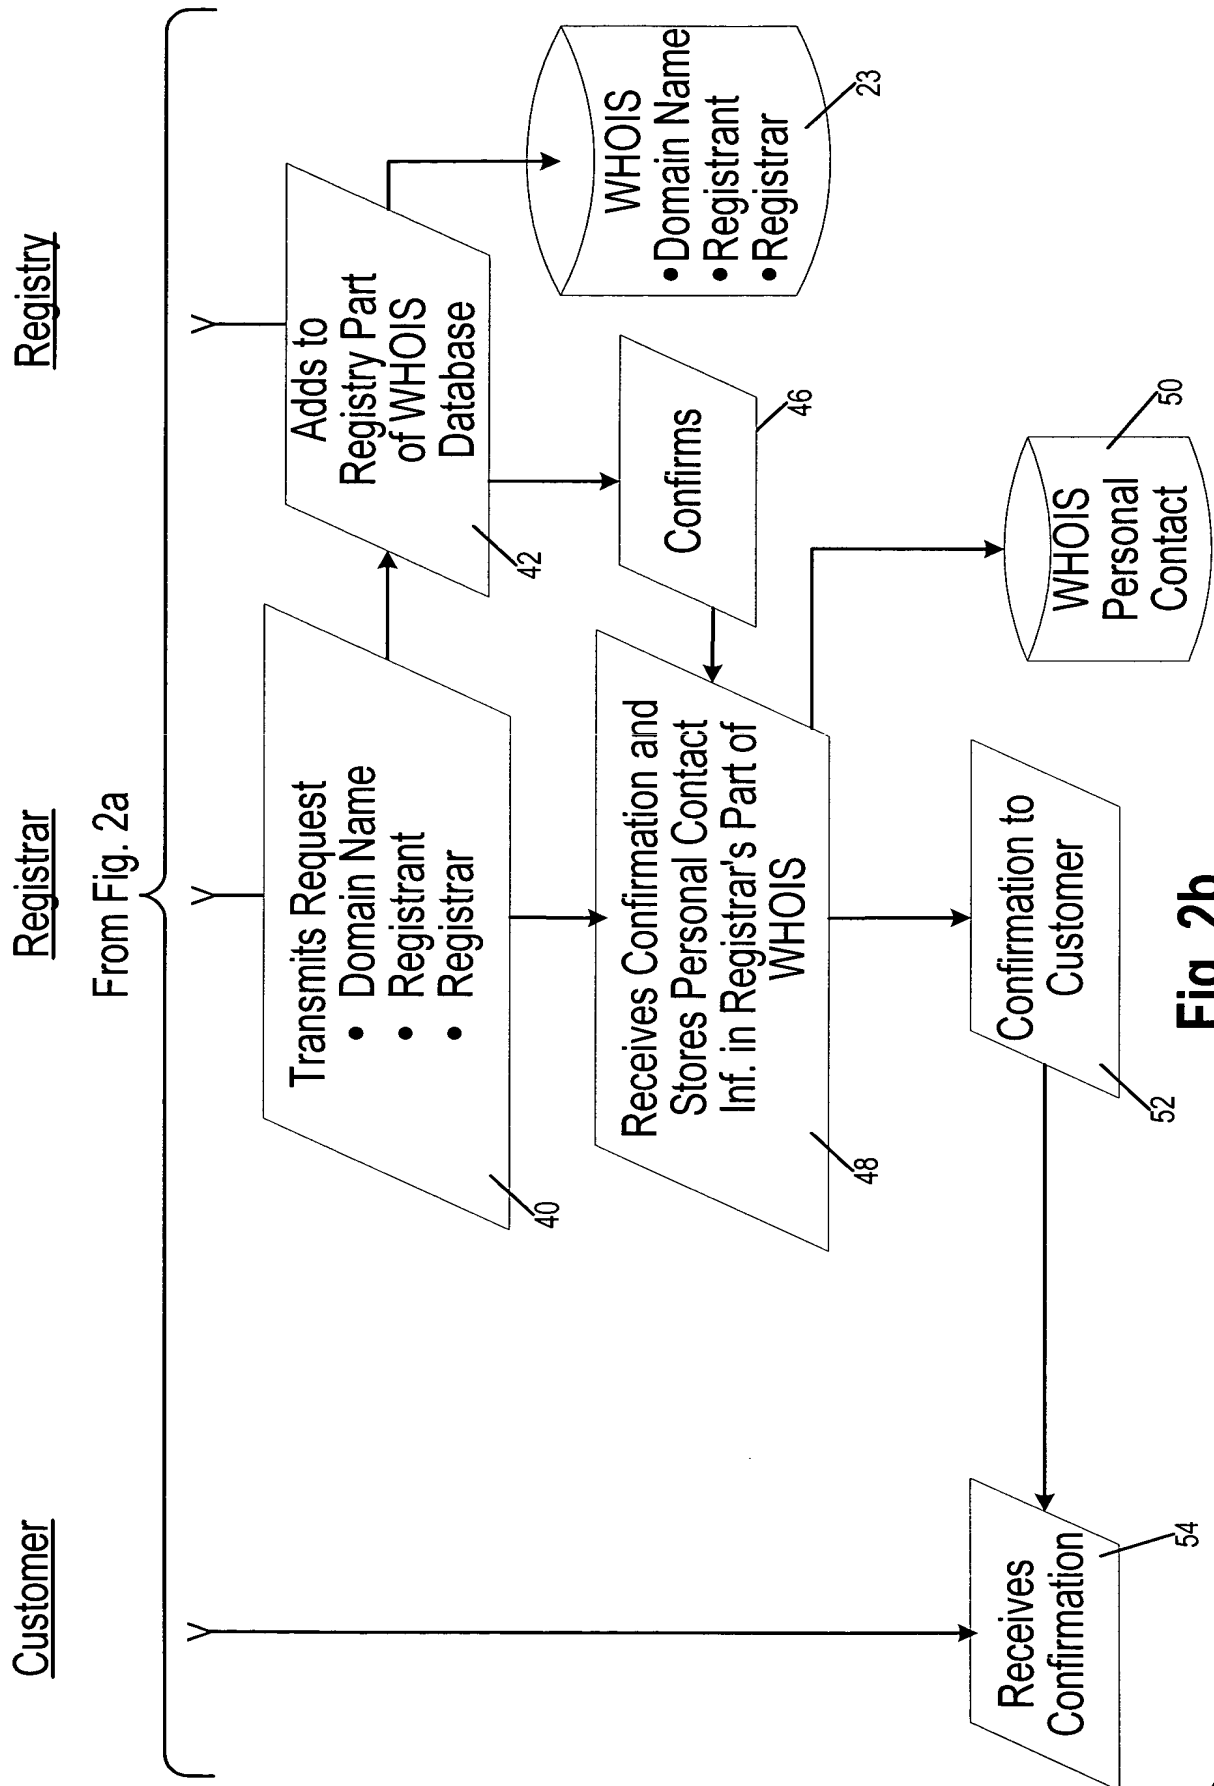 Customer
Registrar
Registry
From Fig. 2a
Transmits Request
• Domain Name
• Registrant
• Registrar
40
Adds to
Registry Part
of WHOIS
Database
42
WHOIS
• Domain Name
• Registrant
• Registrar
23
Confirms
46
Receives Confirmation and
Stores Personal Contact
Inf. in Registrar's Part of
WHOIS
48
WHOIS
Personal
Contact
50
Confirmation to
Customer
52
Receives
Confirmation
54
Fig. 2b